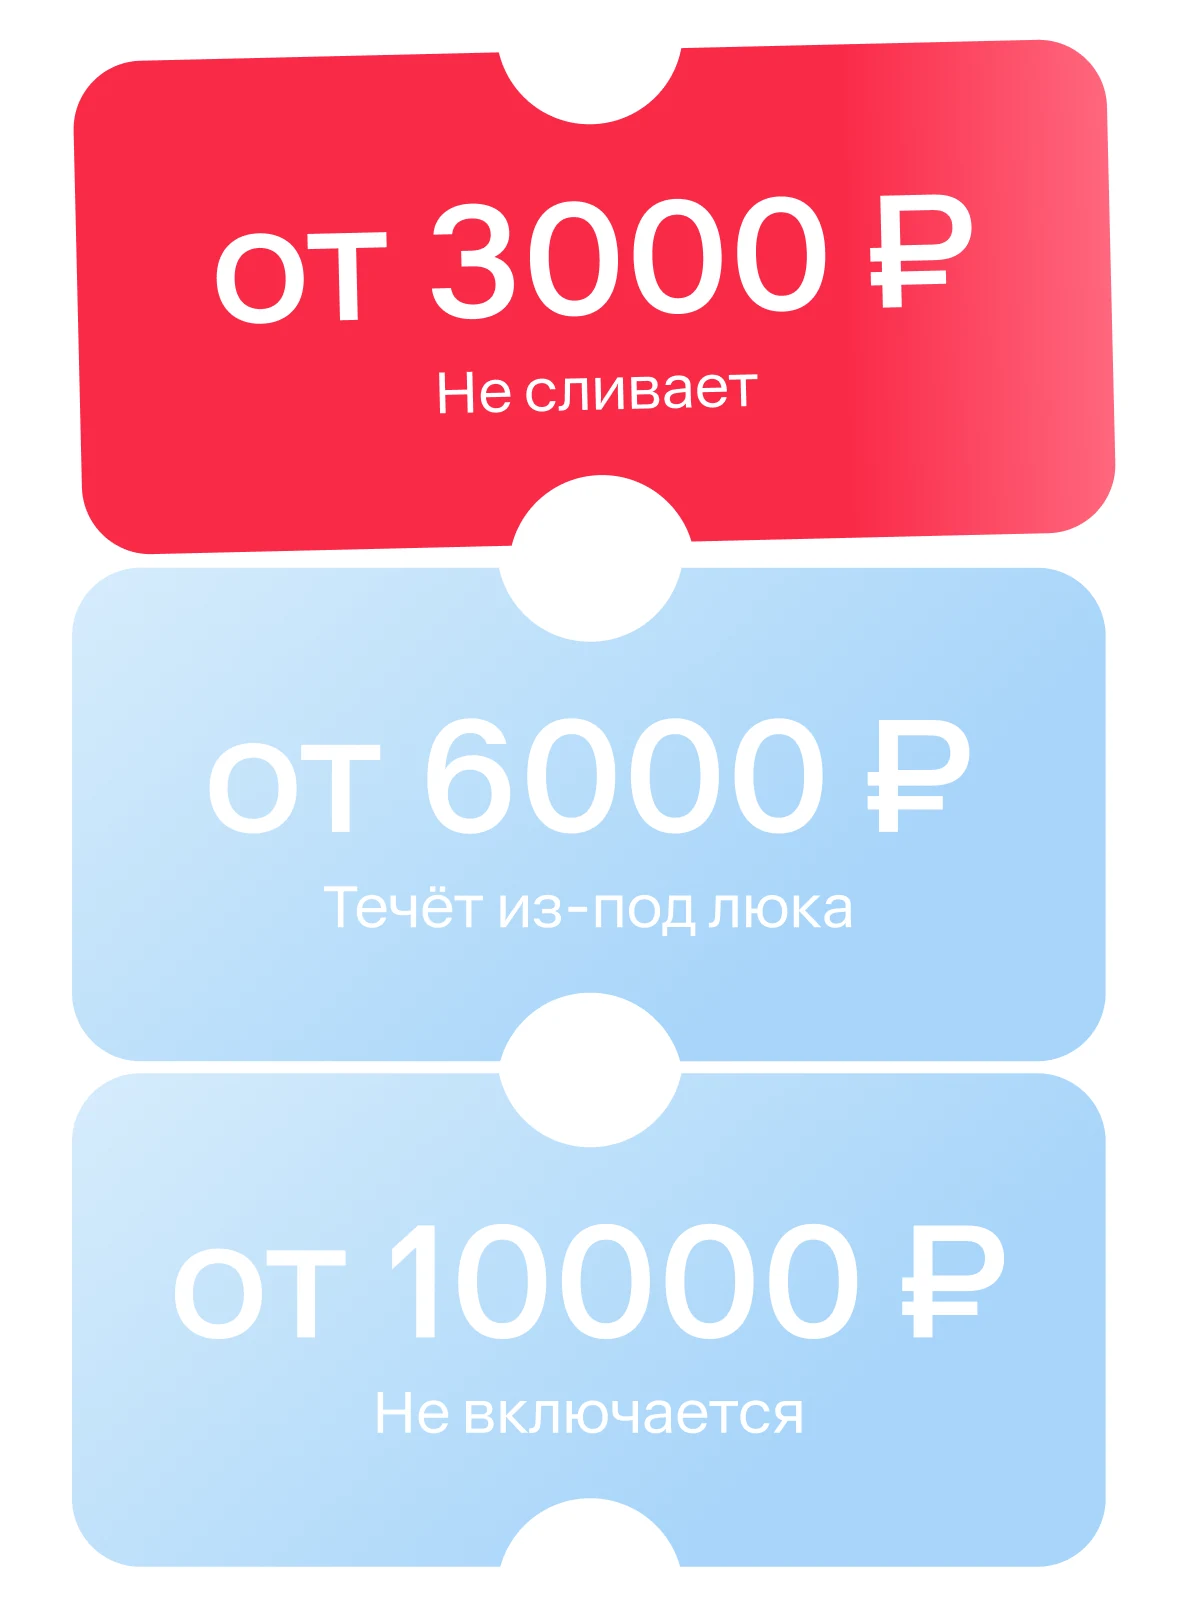 от 3000 ₽
Не сливает
от 6000 ₽
Течёт из-под люка
от 10000 ₽
Не включается